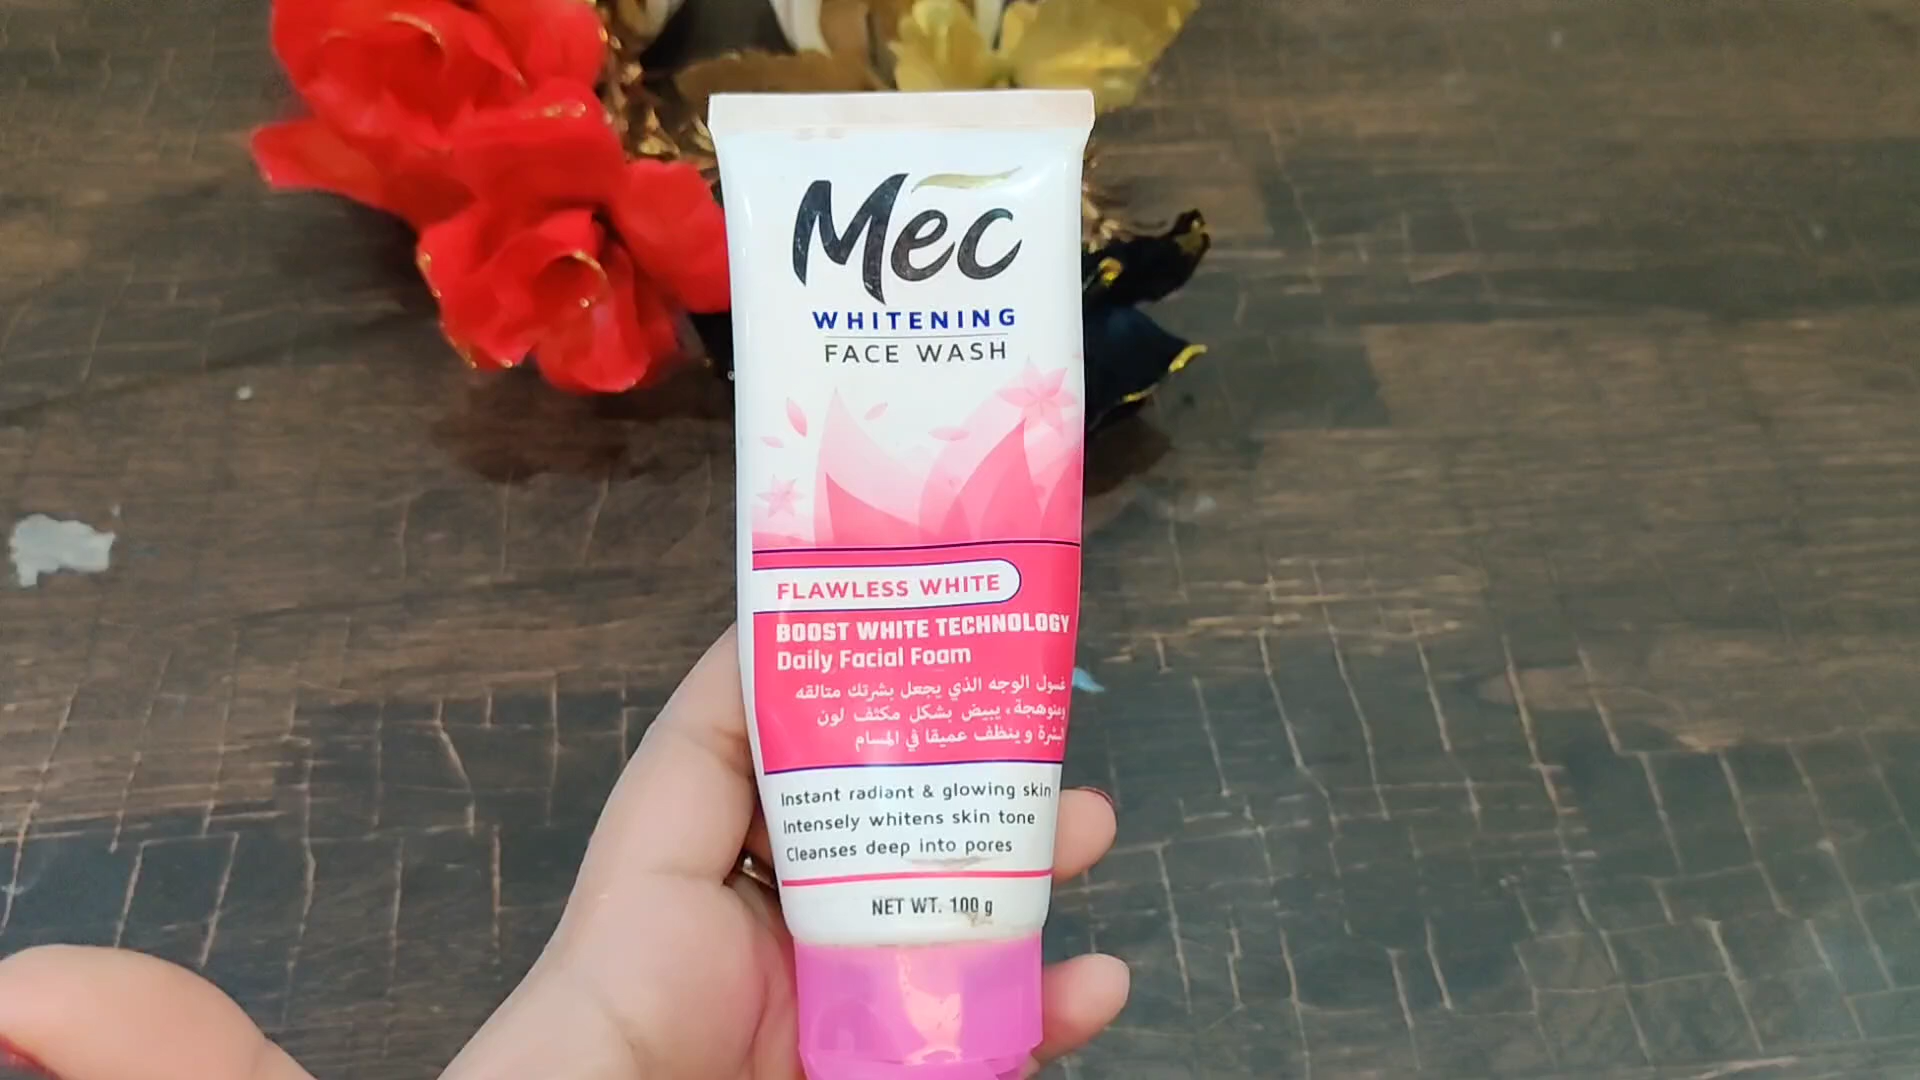 Mec
WHITENING
FACE WASH
FLAWLESS WHITE
BOOST WHITE TECHNOLOGY
Daily Facial Foam
غسول الوجه الذي يجعل بشرتك متالقه
ومتوهجة، يبيض بشكل مكثف لون
البشرة و ينظف عميقا في المسام
Instant radiant & glowing skin
Intensely whitens skin tone
Cleanses deep into pores
NET WT. 100 g